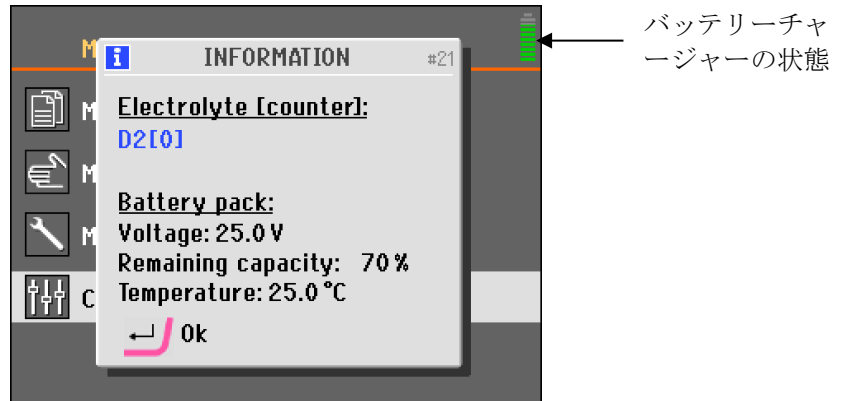 バッテリーチャ
ージャーの状態
M
INFORMATION #21
M
Electrolyte [counter]:
D2[0]
M
Battery pack:
M
Voltage: 25.0 V
Remaining capacity: 70 %
C
Temperature: 25.0 °C
Ok